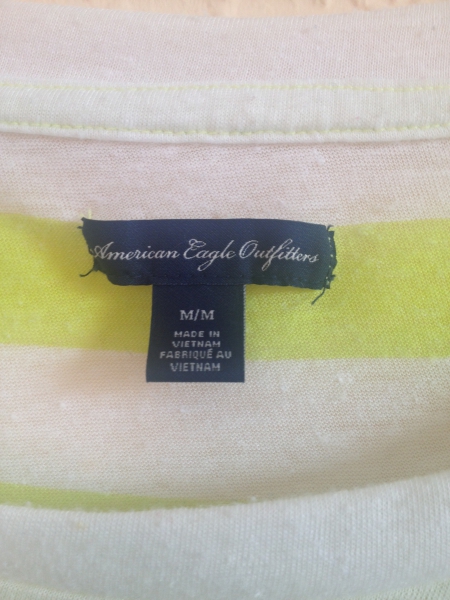 American Eagle Outfitters
M/M
MADE IN
VIETNAM
FABRIQUÉ AU
VIETNAM